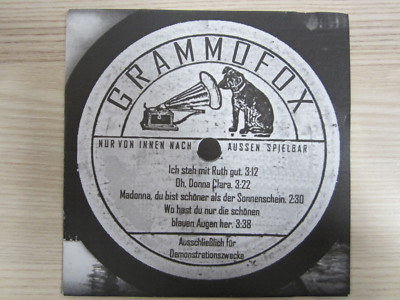 GRAMMOFOX
NUR VON INNEN NACH AUSSEN SPIELBAR
Ich steh mit Ruth gut. 3:12
Oh, Donna Clara. 3:22
Madonna, du bist schöner als der Sonnenschein. 2:30
Wo hast du nur die schönen
blauen Augen her. 3:38
Ausschließlich für
Demonstrationszwecke